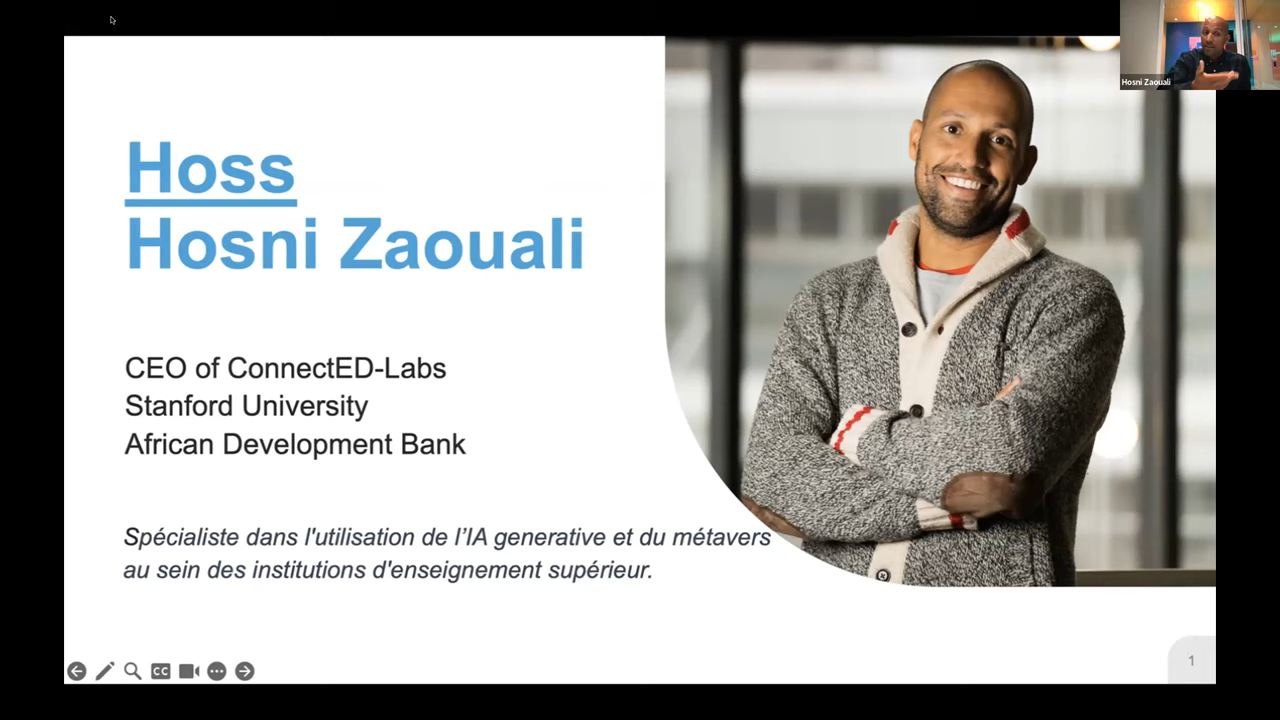 Hosni Zaouali
Hoss
Hosni Zaouali
CEO of ConnectED-Labs
Stanford University
African Development Bank
Spécialiste dans l'utilisation de l’IA generative et du métavers
au sein des institutions d'enseignement supérieur.
CC
1